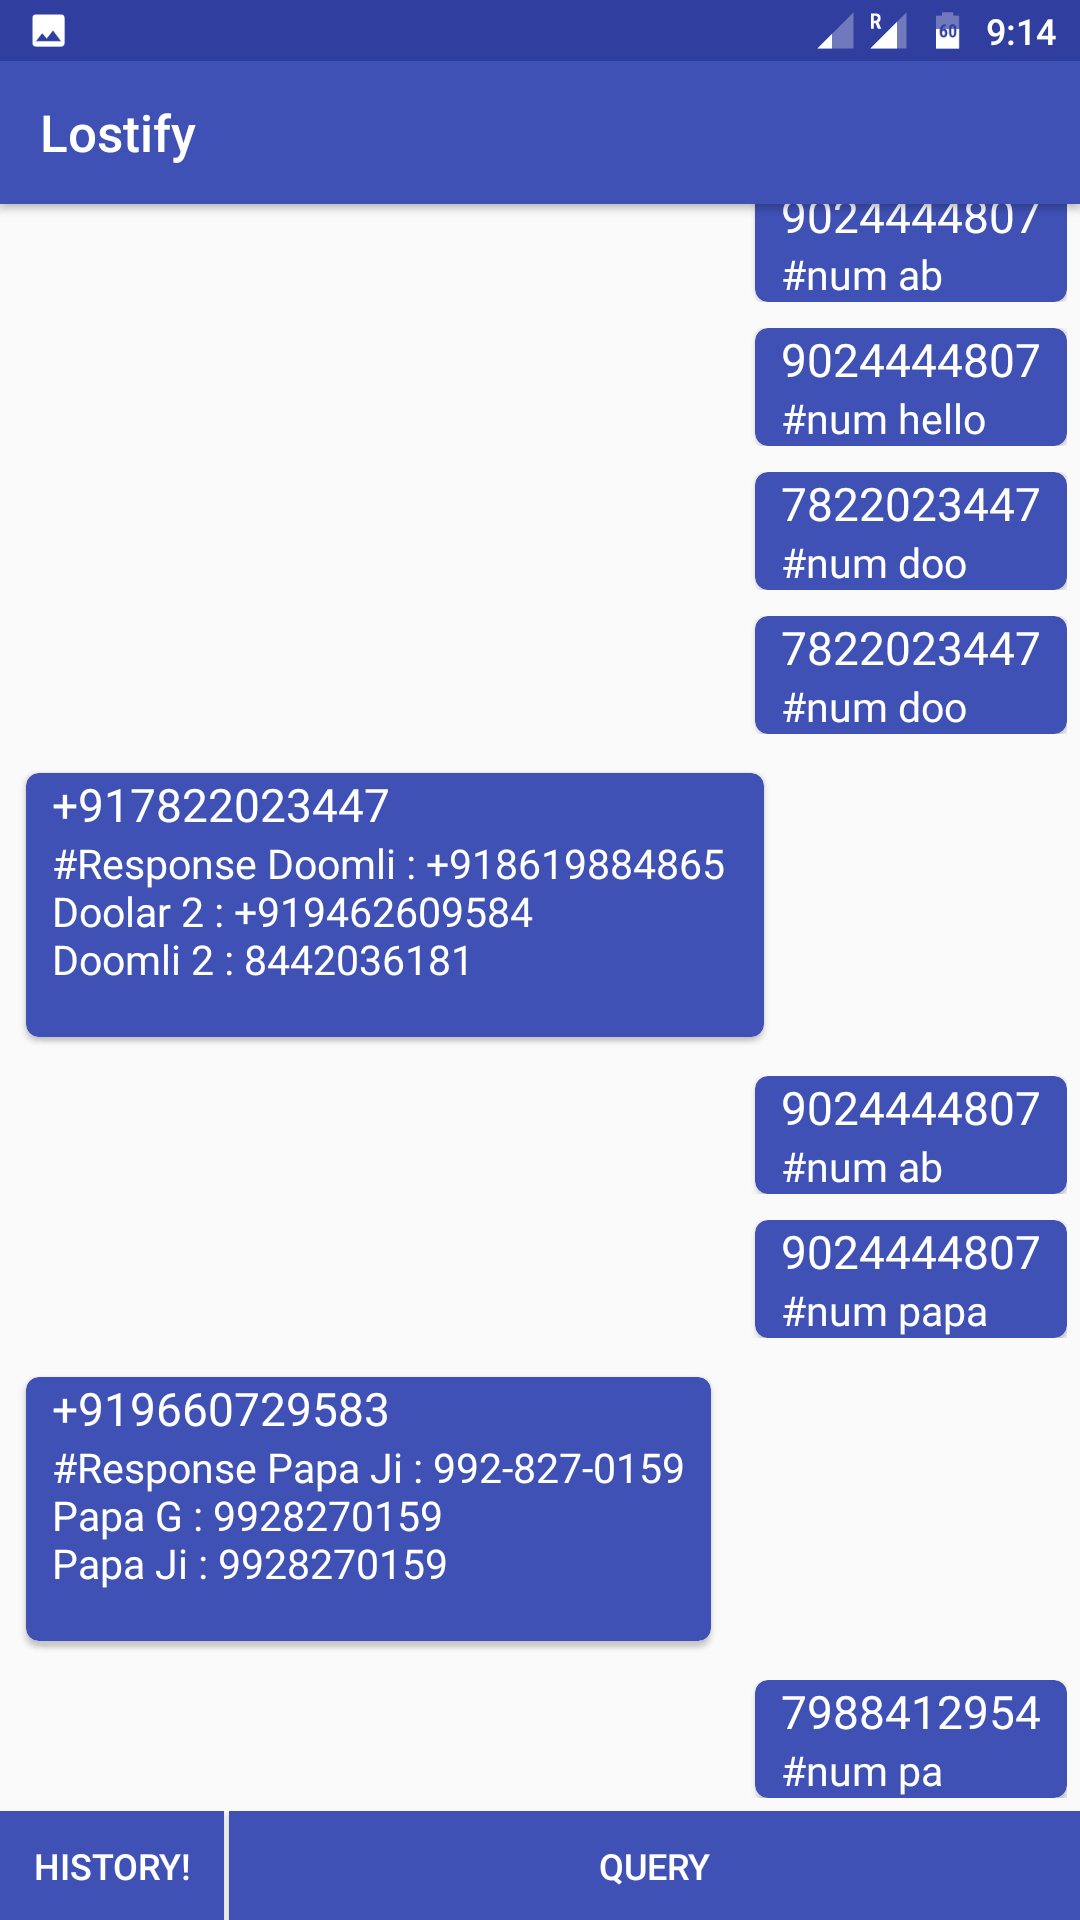 R
60
9:14
Lostify
9024444807
#num ab
9024444807
#num hello
7822023447
#num doo
7822023447
#num doo
+917822023447
#Response Doomli : +918619884865
Doolar 2 : +919462609584
Doomli 2 : 8442036181
9024444807
#num ab
9024444807
#num papa
+919660729583
#Response Papa Ji : 992-827-0159
Papa G : 9928270159
Papa Ji : 9928270159
7988412954
#num pa
HISTORY!
QUERY